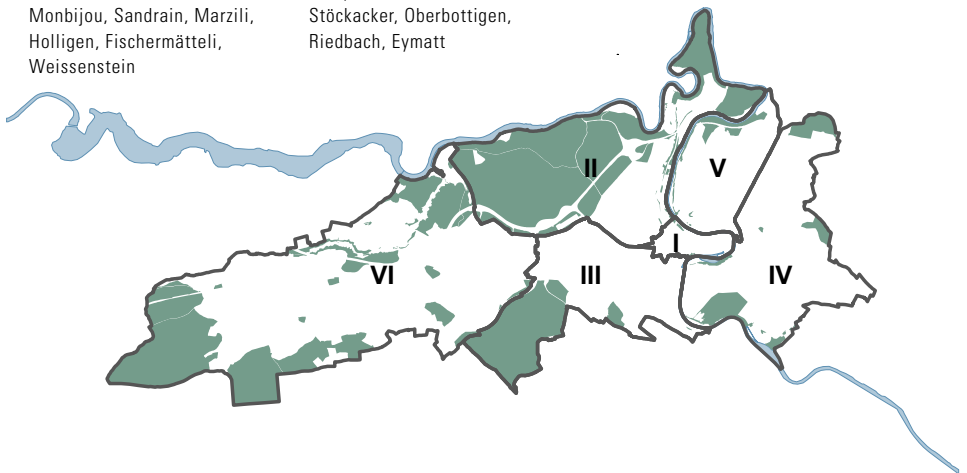 Monbijou, Sandrain, Marzili,
Holligen, Fischermätteli,
Weissenstein
Stöckacker, Oberbottigen,
Riedbach, Eymatt
II
V
I
VI
III
IV